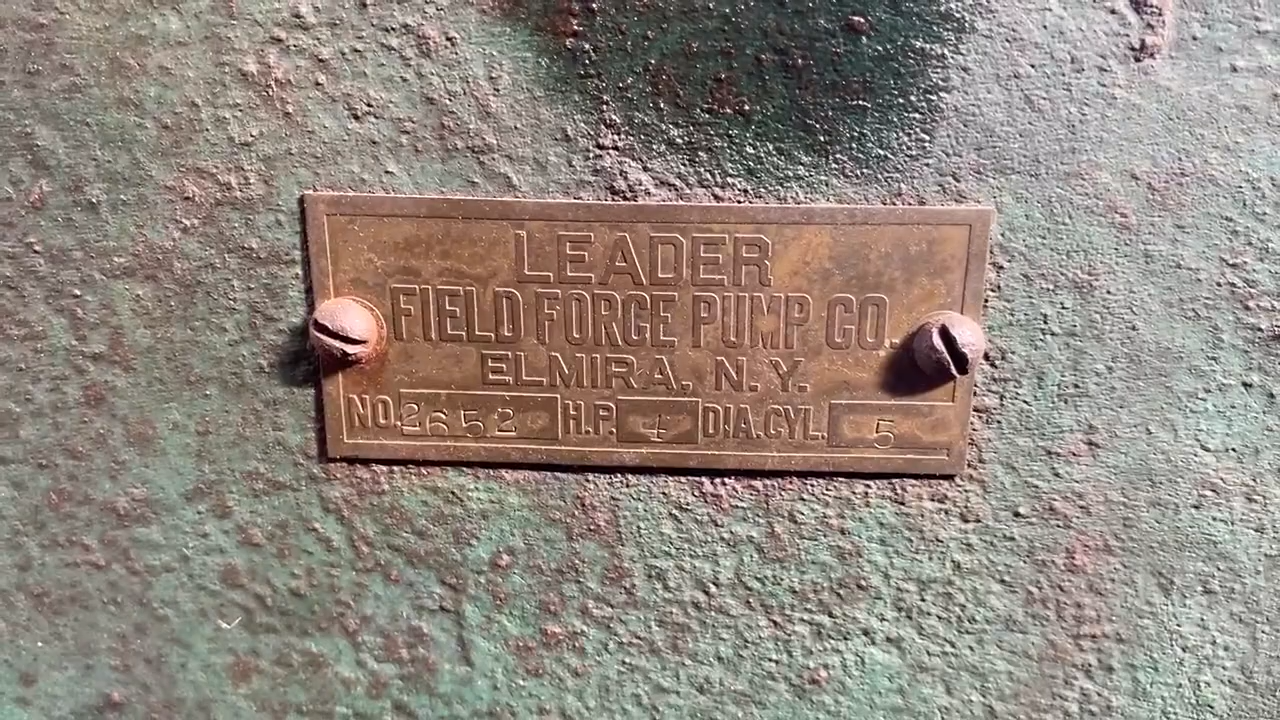 LEADER
FIELD FORCE PUMP CO.
ELMIRA, N.Y.
NO. 2652 H.P. 4 DIA.CYL. 5